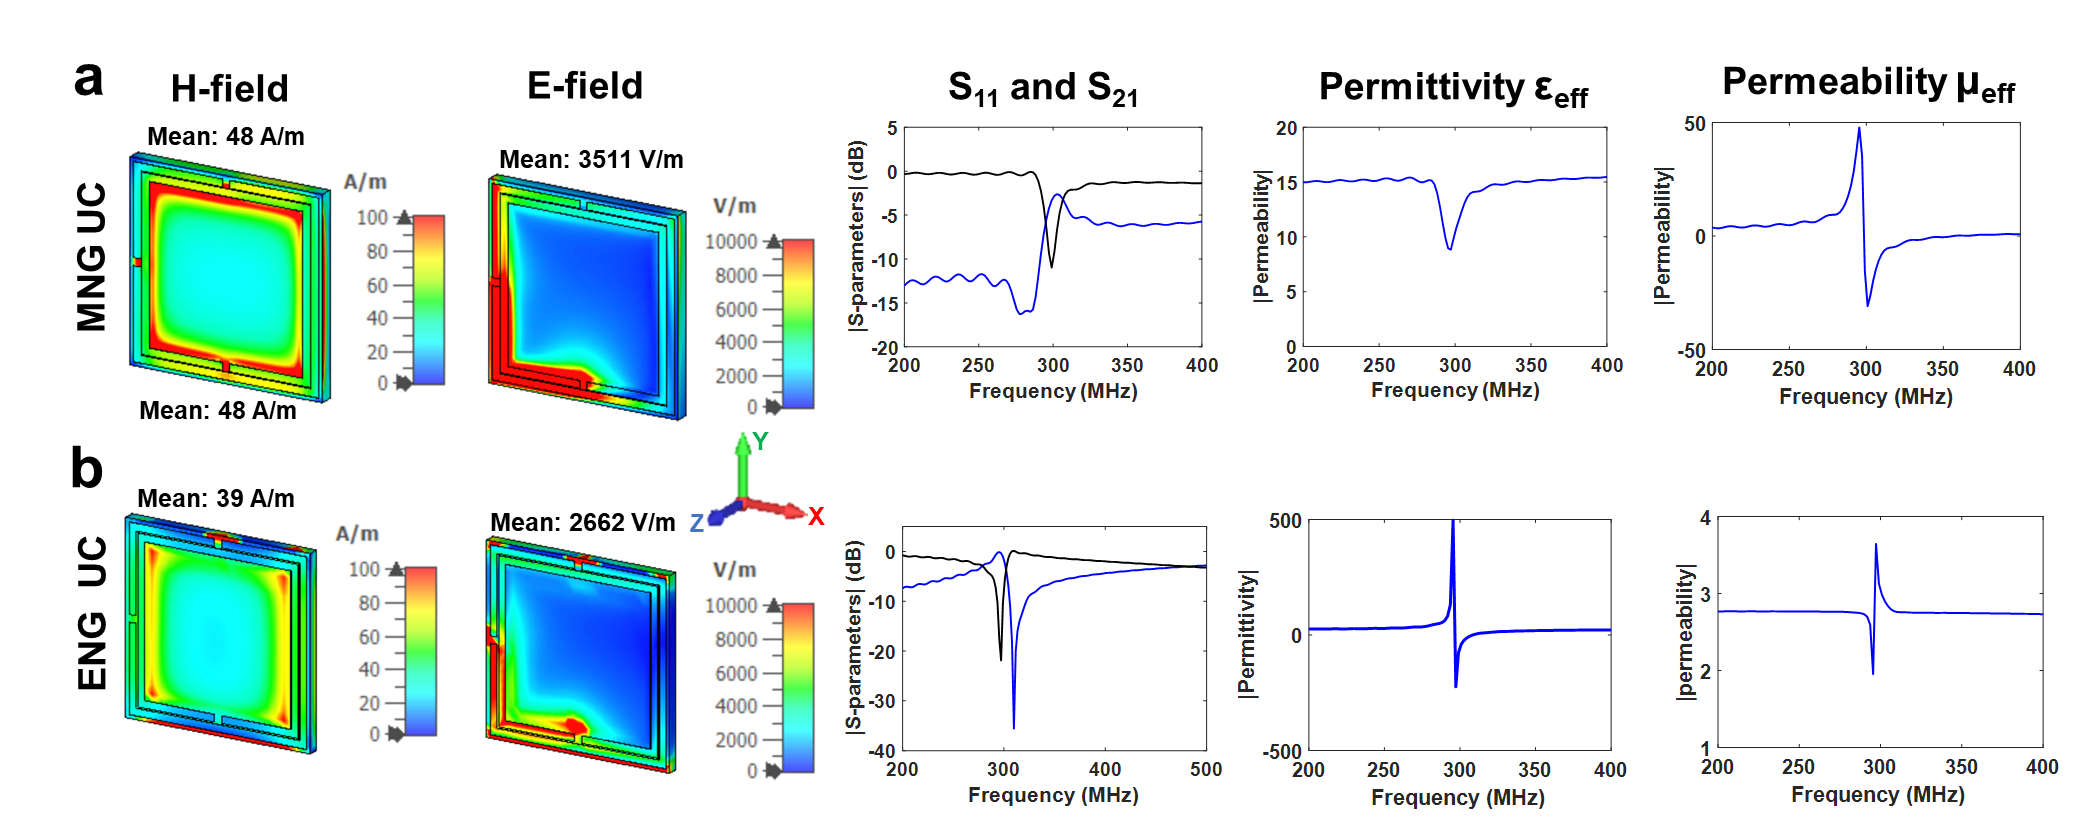 a
H-field
E-field
S11 and S21
Permittivity εeff
Permeability μeff
MNG UC
Mean: 48 A/m
A/m
100
80
60
40
20
0
Mean: 48 A/m
Mean: 3511 V/m
V/m
10000
8000
6000
4000
2000
0
|S-parameters| (dB)
5
0
-5
-10
-15
-20
200 250 300 350 400
Frequency (MHz)
|Permeability|
20
15
10
5
0
200 250 300 350 400
Frequency (MHz)
|Permeability|
50
0
-50
200 250 300 350 400
Frequency (MHz)
Y
Z
X
b
ENG UC
Mean: 39 A/m
A/m
100
80
60
40
20
0
Mean: 2662 V/m
V/m
10000
8000
6000
4000
2000
0
|S-parameters| (dB)
0
-10
-20
-30
-40
200 300 400 500
Frequency (MHz)
|Permittivity|
500
0
-500
200 250 300 350 400
Frequency (MHz)
|permeability|
4
3
2
1
200 250 300 350 400
Frequency (MHz)